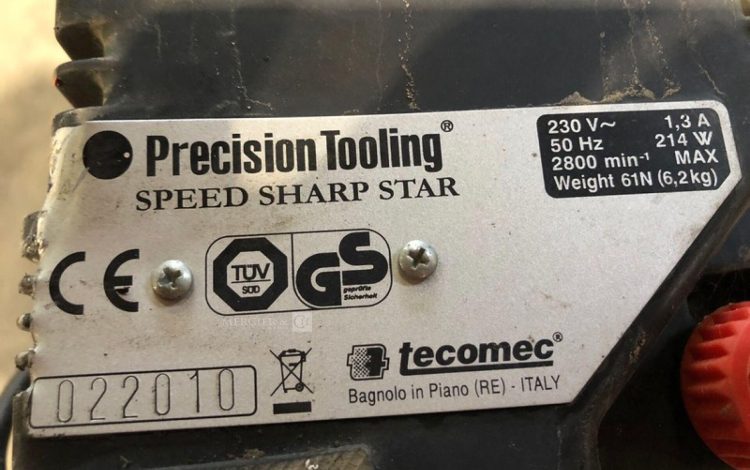 Precision Tooling®
SPEED SHARP STAR
230 V~ 1,3 A
50 Hz 214 W
2800 min⁻¹ MAX
Weight 61N (6,2kg)
CE
TÜV
SÜD
GS
geprüfte
Sicherheit
MERCIER &
tecomec®
Bagnolo in Piano (RE) - ITALY
022010